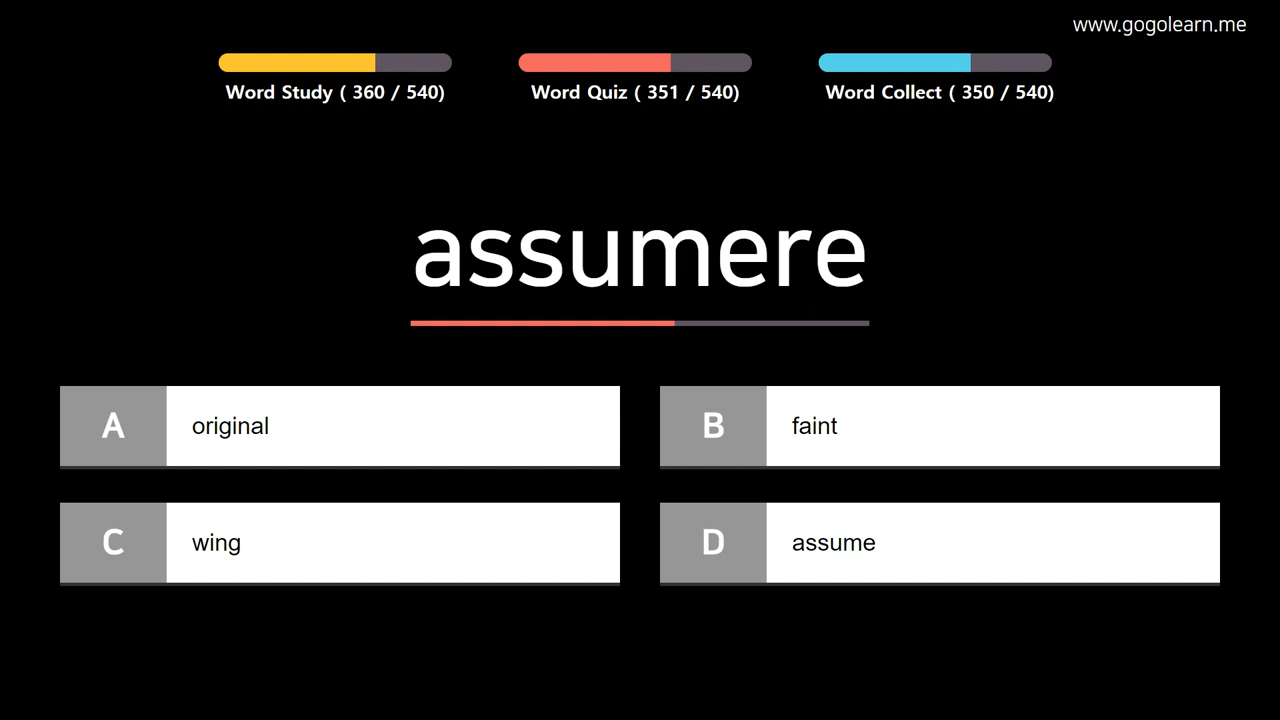 www.gogolearn.me
Word Study ( 360 / 540)
Word Quiz ( 351 / 540)
Word Collect ( 350 / 540)
assumere
A original
B faint
C wing
D assume